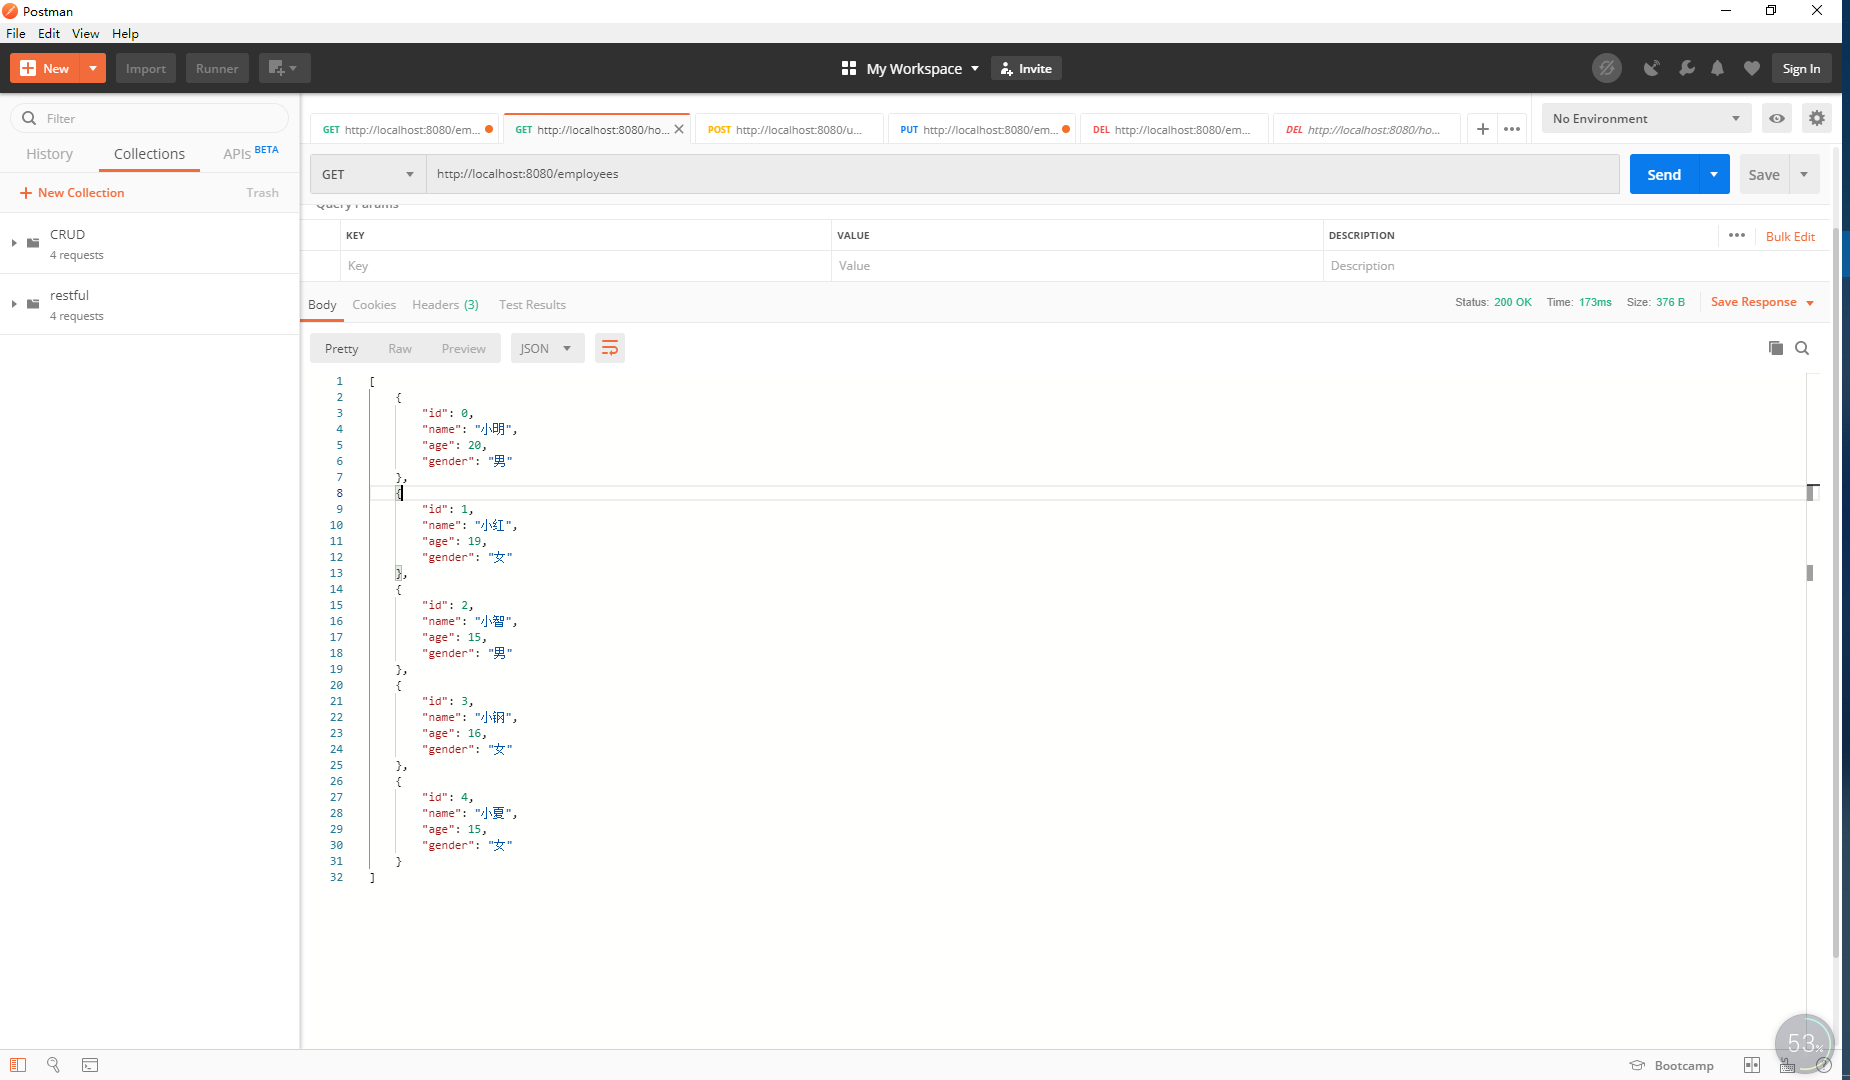 Postman
File Edit View Help
New Import Runner My Workspace Invite Sign In
Filter
History Collections APIs BETA
New Collection Trash
CRUD
4 requests
restful
4 requests
GET http://localhost:8080/em... GET http://localhost:8080/ho... POST http://localhost:8080/u... PUT http://localhost:8080/em... DEL http://localhost:8080/em... DEL http://localhost:8080/ho... No Environment
GET http://localhost:8080/employees Send Save
Query Params
KEY VALUE DESCRIPTION Bulk Edit
Key Value Description
Body Cookies Headers (3) Test Results Status: 200 OK Time: 173ms Size: 376 B Save Response
Pretty Raw Preview JSON
1 [
2 {
3 "id": 0,
4 "name": "小明",
5 "age": 20,
6 "gender": "男"
7 },
8 {
9 "id": 1,
10 "name": "小红",
11 "age": 19,
12 "gender": "女"
13 },
14 {
15 "id": 2,
16 "name": "小智",
17 "age": 15,
18 "gender": "男"
19 },
20 {
21 "id": 3,
22 "name": "小钢",
23 "age": 16,
24 "gender": "女"
25 },
26 {
27 "id": 4,
28 "name": "小夏",
29 "age": 15,
30 "gender": "女"
31 }
32 ]
53%
Bootcamp